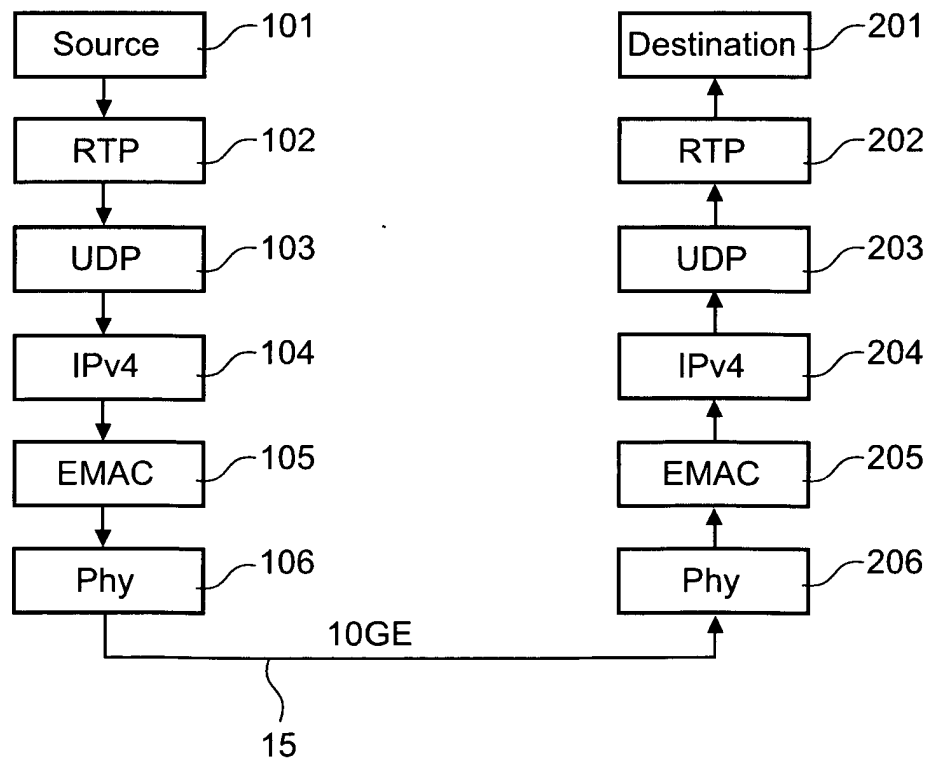 Source 101
RTP 102
UDP 103
IPv4 104
EMAC 105
Phy 106
10GE
15
Destination 201
RTP 202
UDP 203
IPv4 204
EMAC 205
Phy 206